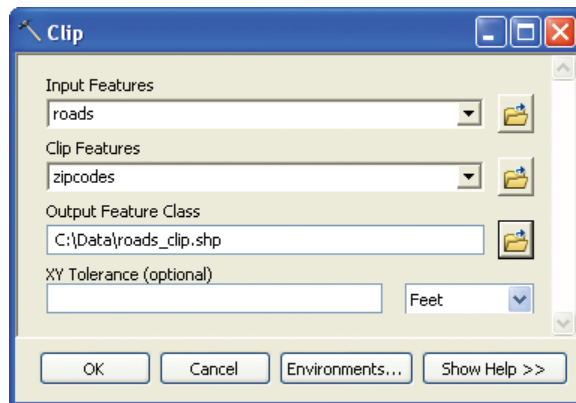 Clip
Input Features
roads
Clip Features
zipcodes
Output Feature Class
C:\Data\roads_clip.shp
XY Tolerance (optional)
Feet
OK Cancel Environments... Show Help >>